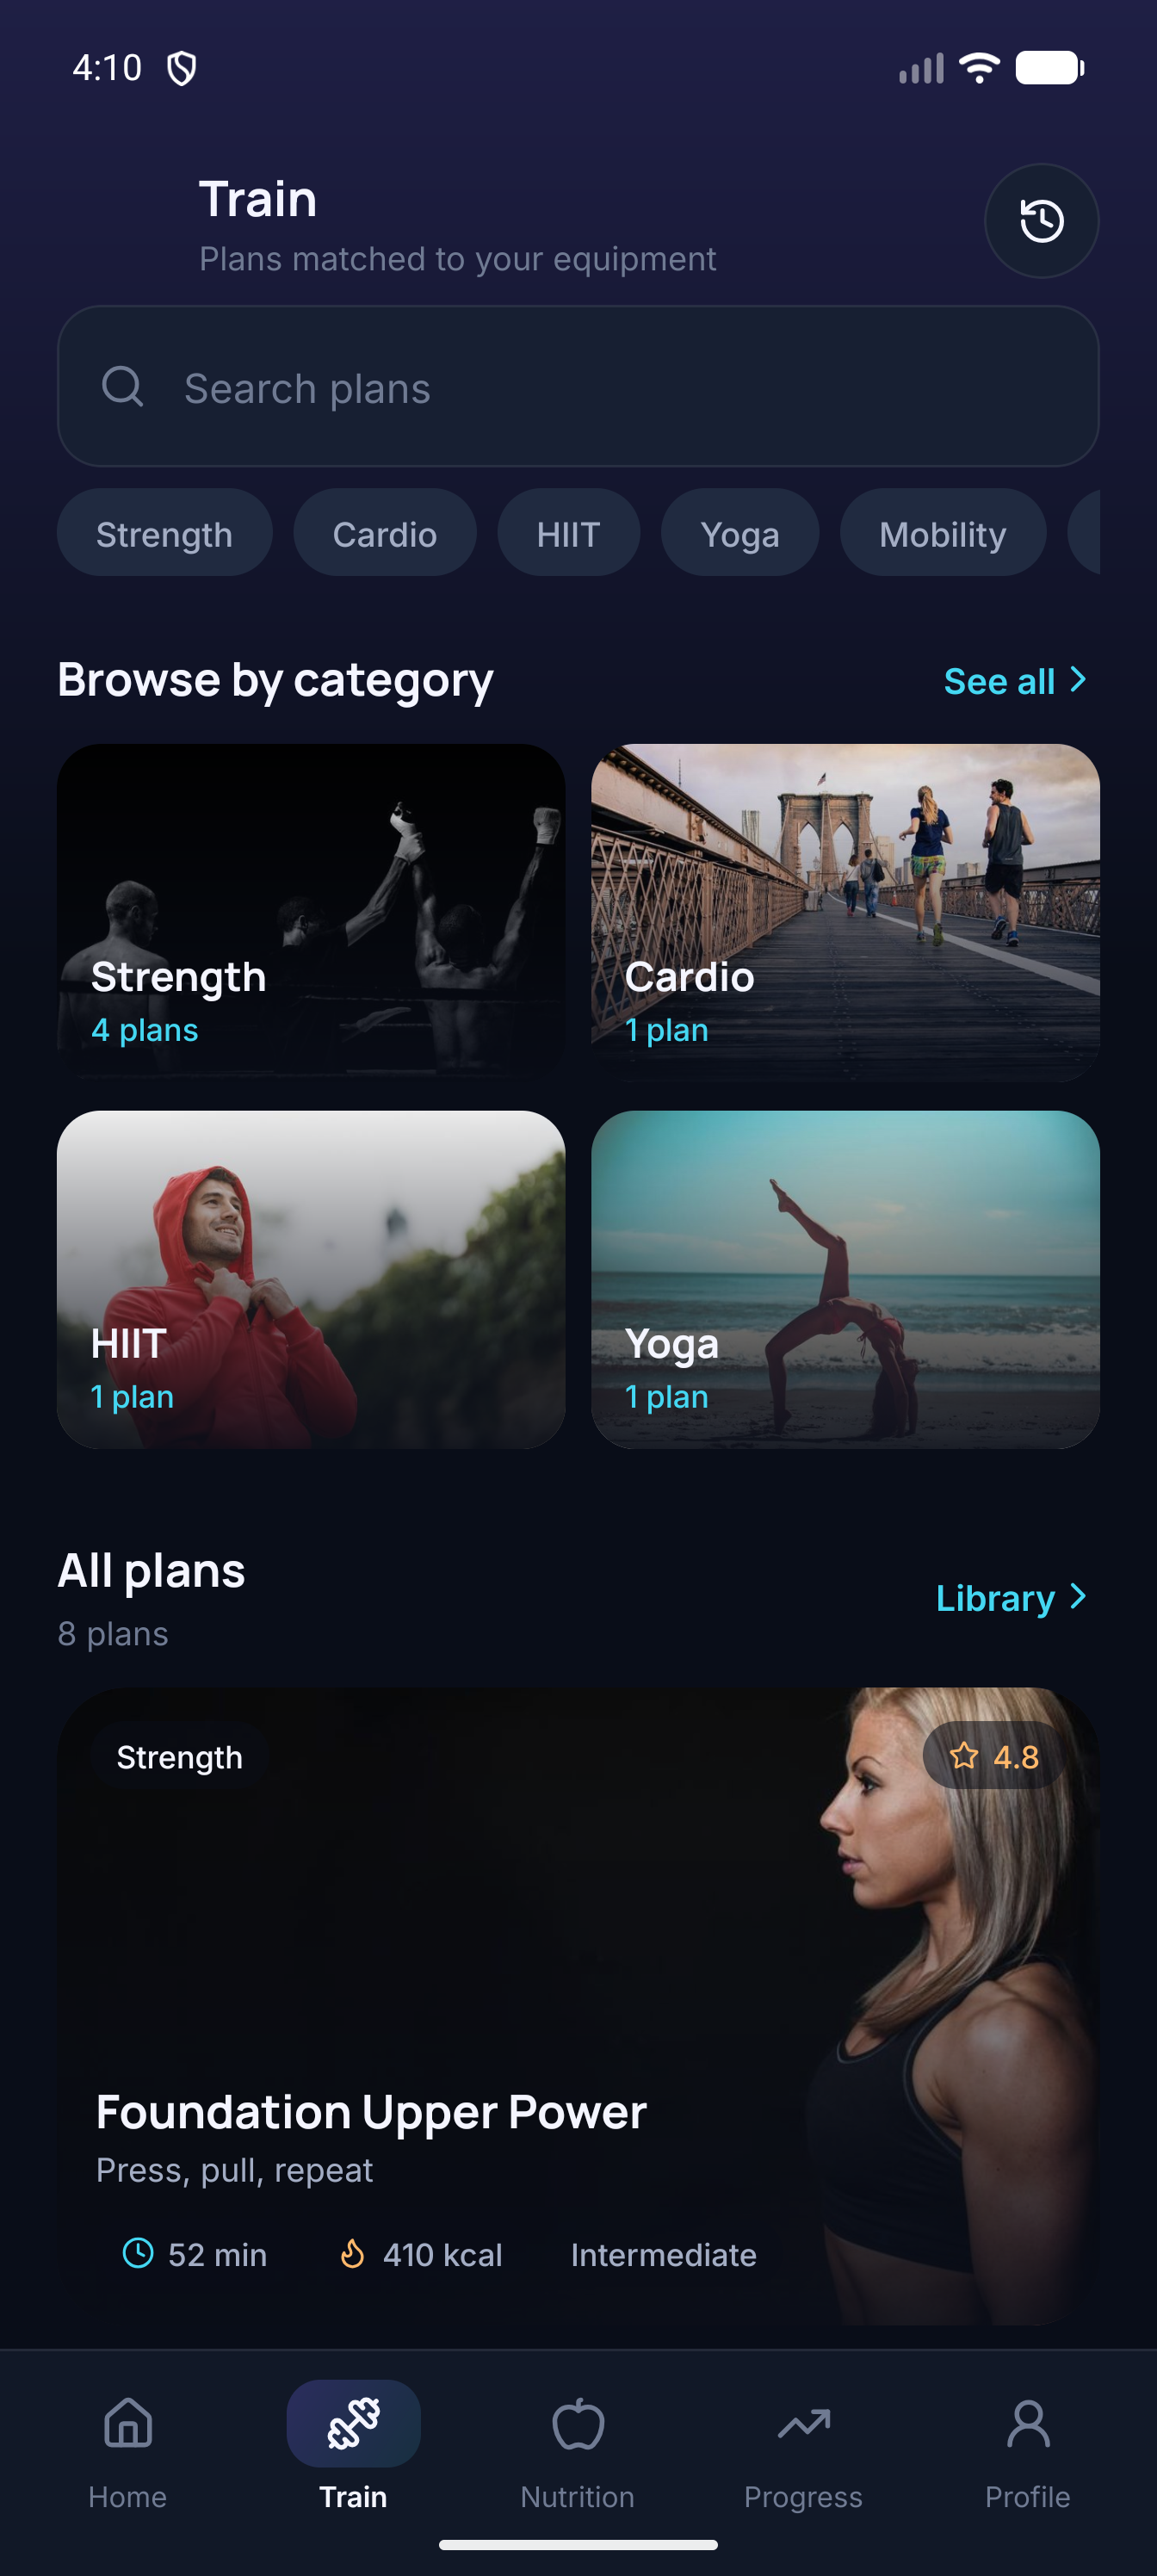 4:10
Train
Plans matched to your equipment
Search plans
Strength
Cardio
HIIT
Yoga
Mobility
Browse by category
See all
Strength
4 plans
Cardio
1 plan
HIIT
1 plan
Yoga
1 plan
All plans
8 plans
Library
Strength
4.8
Foundation Upper Power
Press, pull, repeat
52 min
410 kcal
Intermediate
Home
Train
Nutrition
Progress
Profile